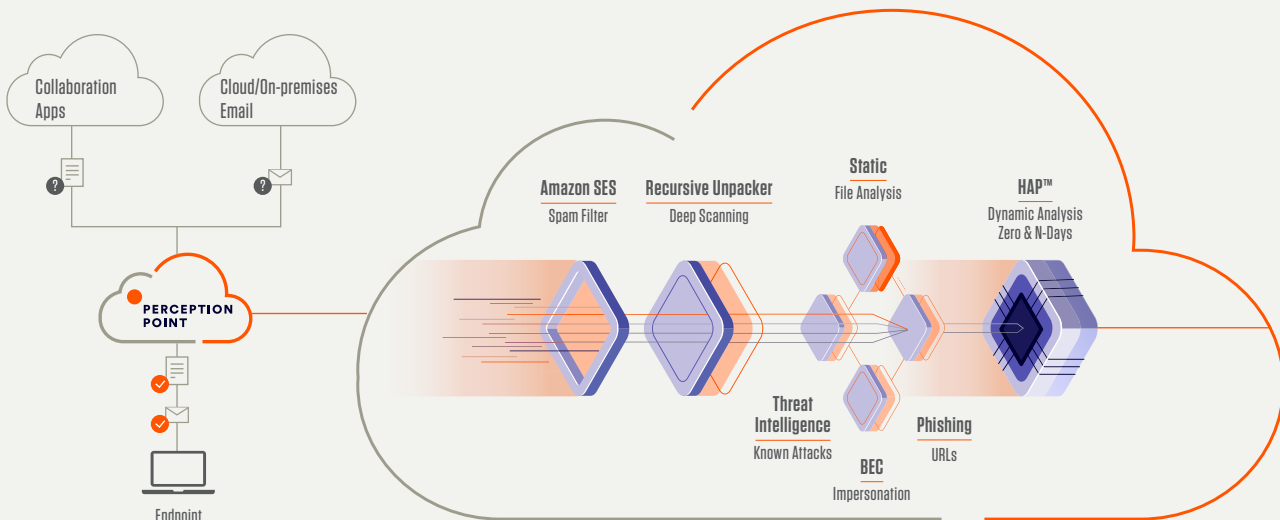 Collaboration
Apps
Cloud/On-premises
Email
?
?
PERCEPTION
POINT
Endpoint
Amazon SES
Spam Filter
Recursive Unpacker
Deep Scanning
Static
File Analysis
HAP™
Dynamic Analysis
Zero & N-Days
Threat
Intelligence
Known Attacks
BEC
Impersonation
Phishing
URLs